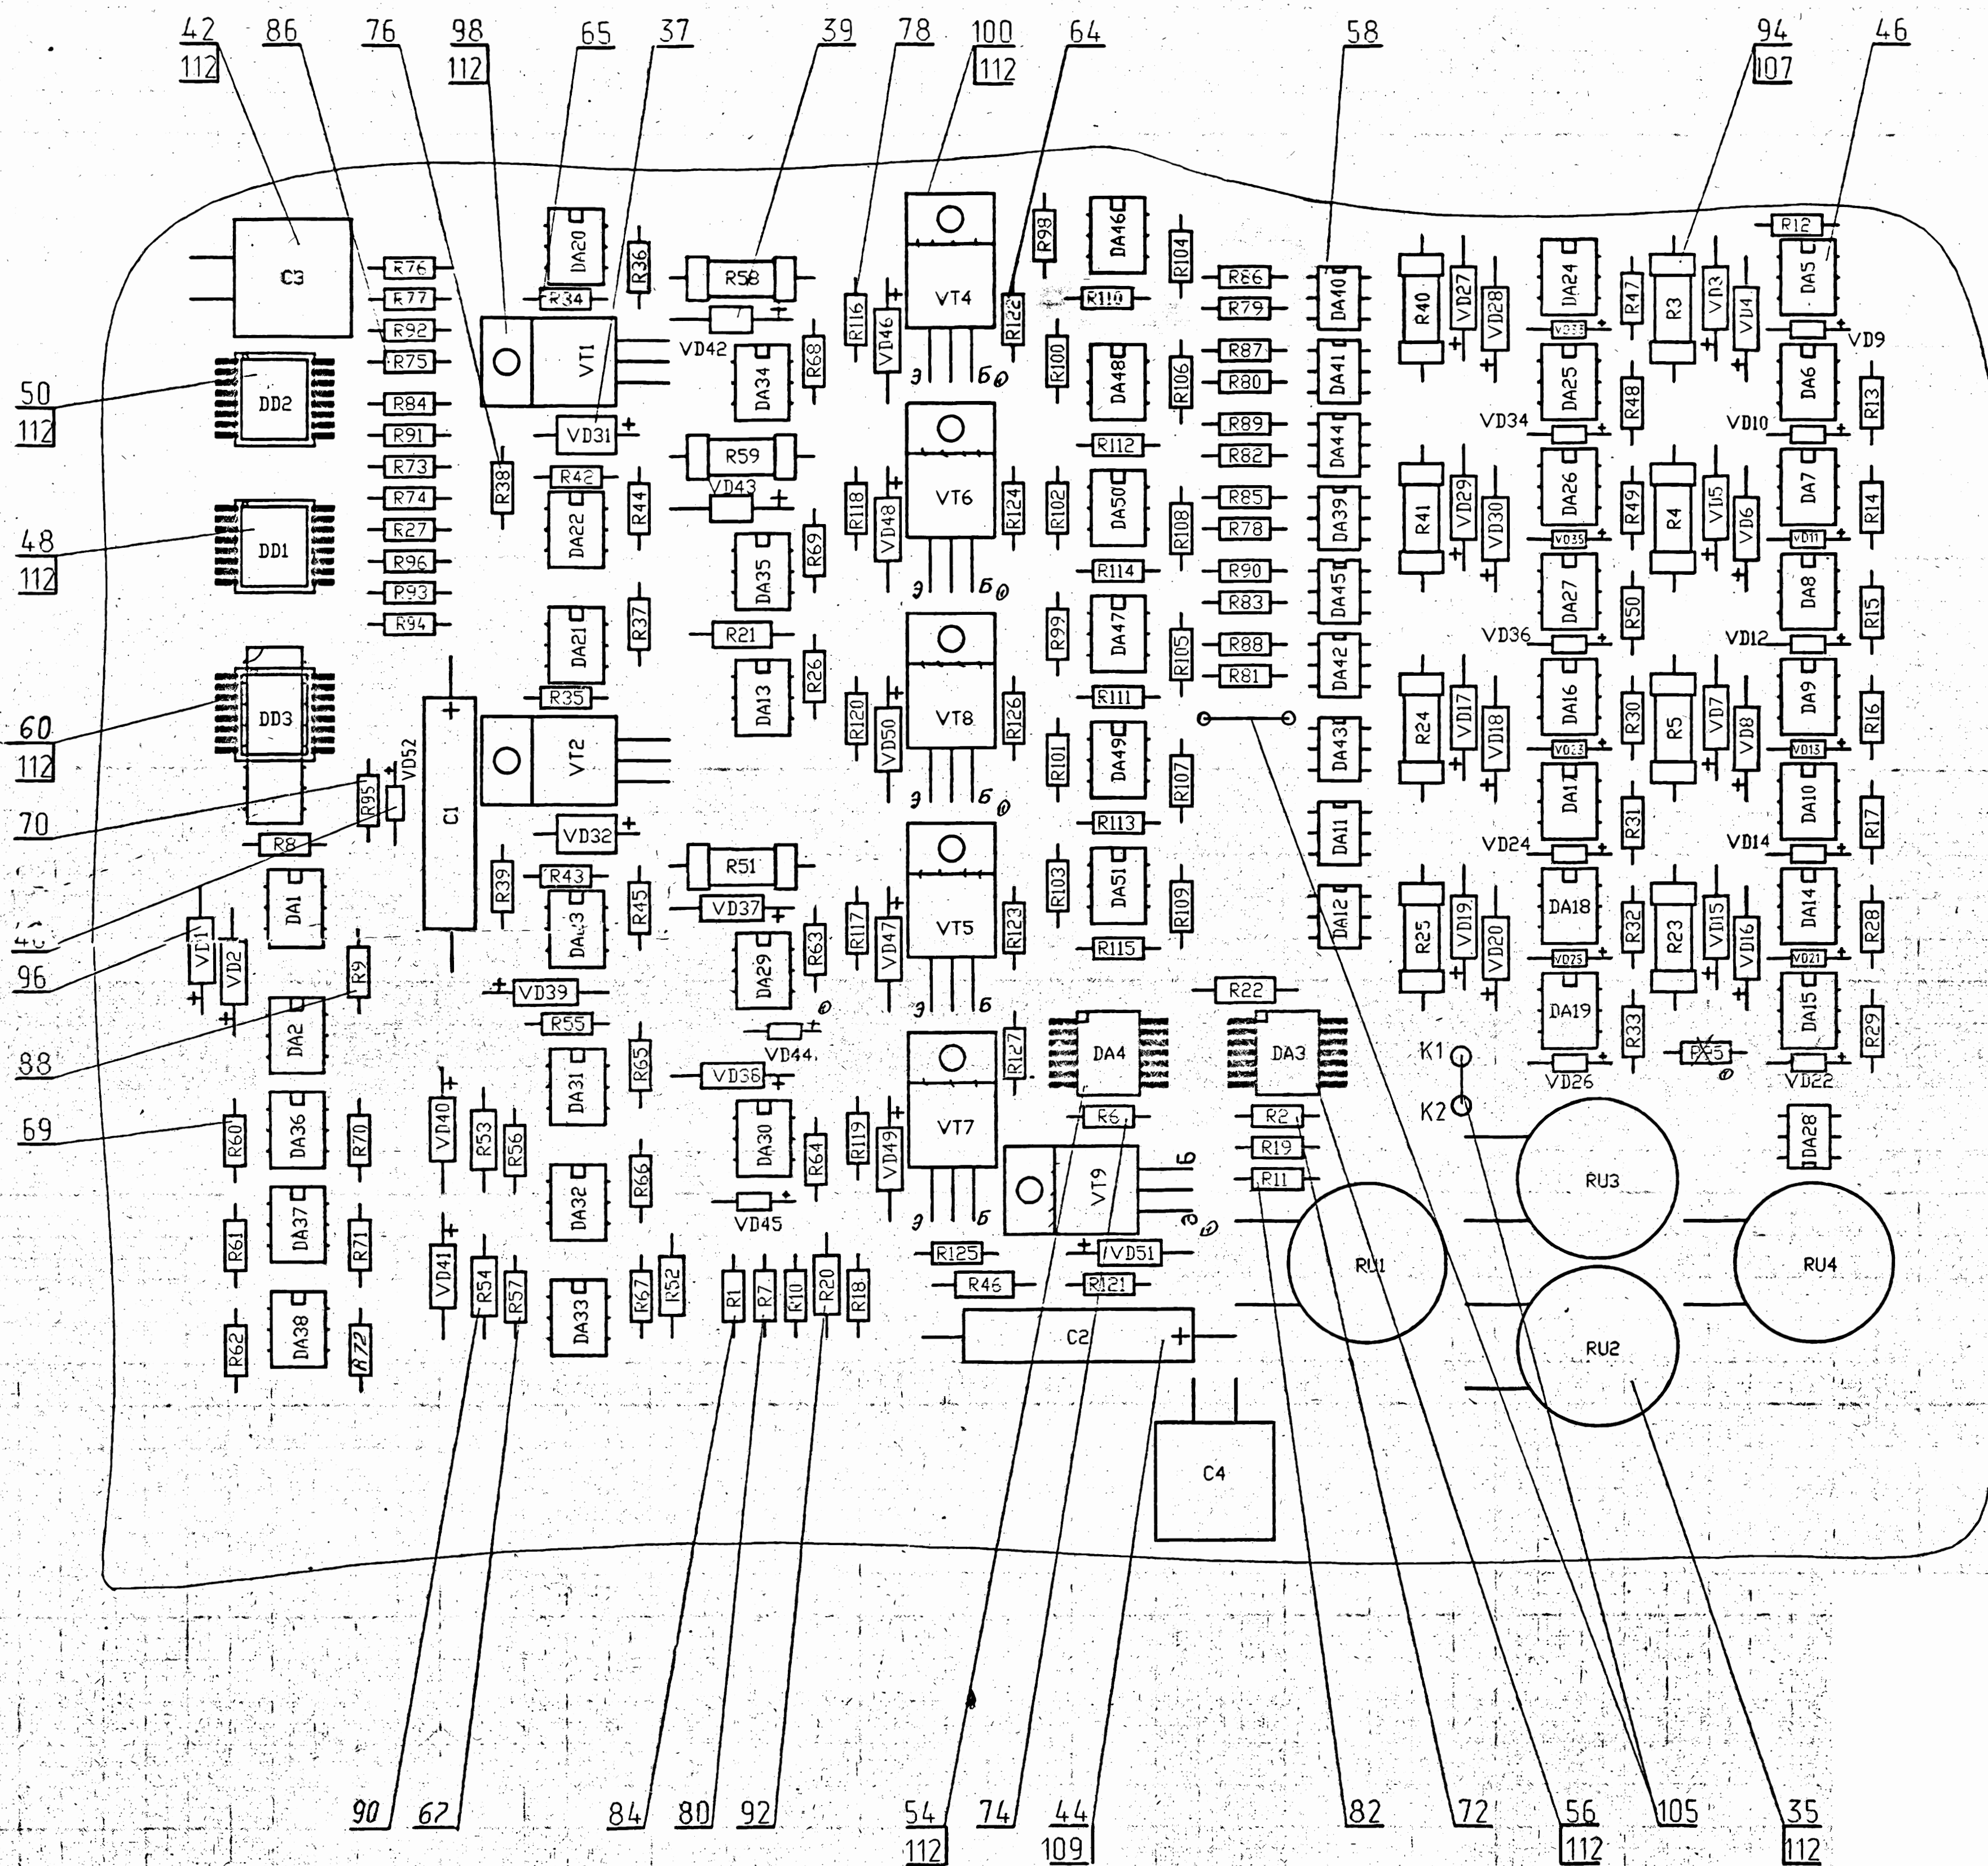 42 86 76 98 65 37 39 78 100 64 58 94 46
112 112 112 107
DA20 R36 R98 DA46 R104 R12
C3 R76 R58 VT4 R86 DA40 R40 VD27 VD28 DA24 R47 R3 VD3 VD4 DA5
R77 R34 R116 VD46 R122 R110 R79 VD33 VD9
R92 VT1 VD42 DA34 R68 R100 DA48 R106 R87 DA41 DA25 R48 DA6 R13
R75 Э Б R80
50 DD2 R84 VD34 VD10
112 R91 VD31 R59 VT6 R112 R89 DA44
R73 R42 R82 R41 VD29 VD30 DA26 R49 R4 VD5 VD6 DA7 R14
R74 R38 R44 VD43 R118 VD48 R124 R102 DA50 R108 R85 DA39
48 DD1 R27 DA22 R69 R78 VD35 VD11
112 R96 DA35 R114 R90 DA45 DA27 R50 DA8 R15
R93 Э Б R83
R94 DA21 R37 R21 R99 DA47 R105 R88 DA42 VD36 VD12
DA13 R26 R81 DA16 R30 DA9 R16
60 DD3 R35 R120 VD50 VT8 R126 R111 R24 VD17 VD18 R5 VD7 VD8
112 VD52 C1 VT2 R101 DA49 R107 DA43 VD13
70 R95 Э Б DA10 R17
R8 VD32 R113 DA11 R31 VD24 VD14
DA1 R39 R43 R51 R103 DA51 R109 DA12 R25 VD19 VD20 DA18 R32 R23 VD15 VD16 DA14 R28
R45 VD37 R63 R117 VD47 VT5 R123 R115
96 VD1 VD2 R9 DA29 VD25 VD21
VD39 Э Б R22 DA19 R33 DA15 R29
88 DA2 R55 VD44 R127 DA4 DA3 K1
DA31 R65 VD26 VD22
69 R60 DA36 R70 VD40 R53 R56 DA30 R64 R119 VD49 VT7 R6 R2 K2 DA28
R66 VT9 Б R19 RU3
DA32 VD45 Э Б Э R11
R61 DA37 R71 VD41 R54 R57 R125 VD51 RU1 RU4
DA33 R67 R52 R1 R7 R10 R20 R18 R46 R121
R62 DA38 R72 C2 RU2
C4
90 67 84 80 92 54 74 44 82 72 56 105 35
112 109 112 112